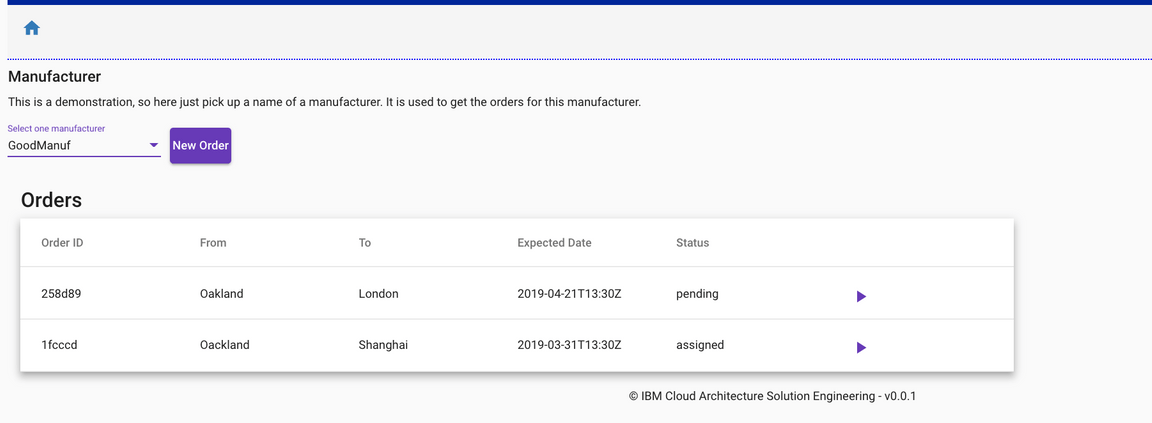 Manufacturer
This is a demonstration, so here just pick up a name of a manufacturer. It is used to get the orders for this manufacturer.
Select one manufacturer
GoodManuf
New Order
Orders
Order ID From To Expected Date Status
258d89 Oakland London 2019-04-21T13:30Z pending
1fcccd Oackland Shanghai 2019-03-31T13:30Z assigned
© IBM Cloud Architecture Solution Engineering - v0.0.1